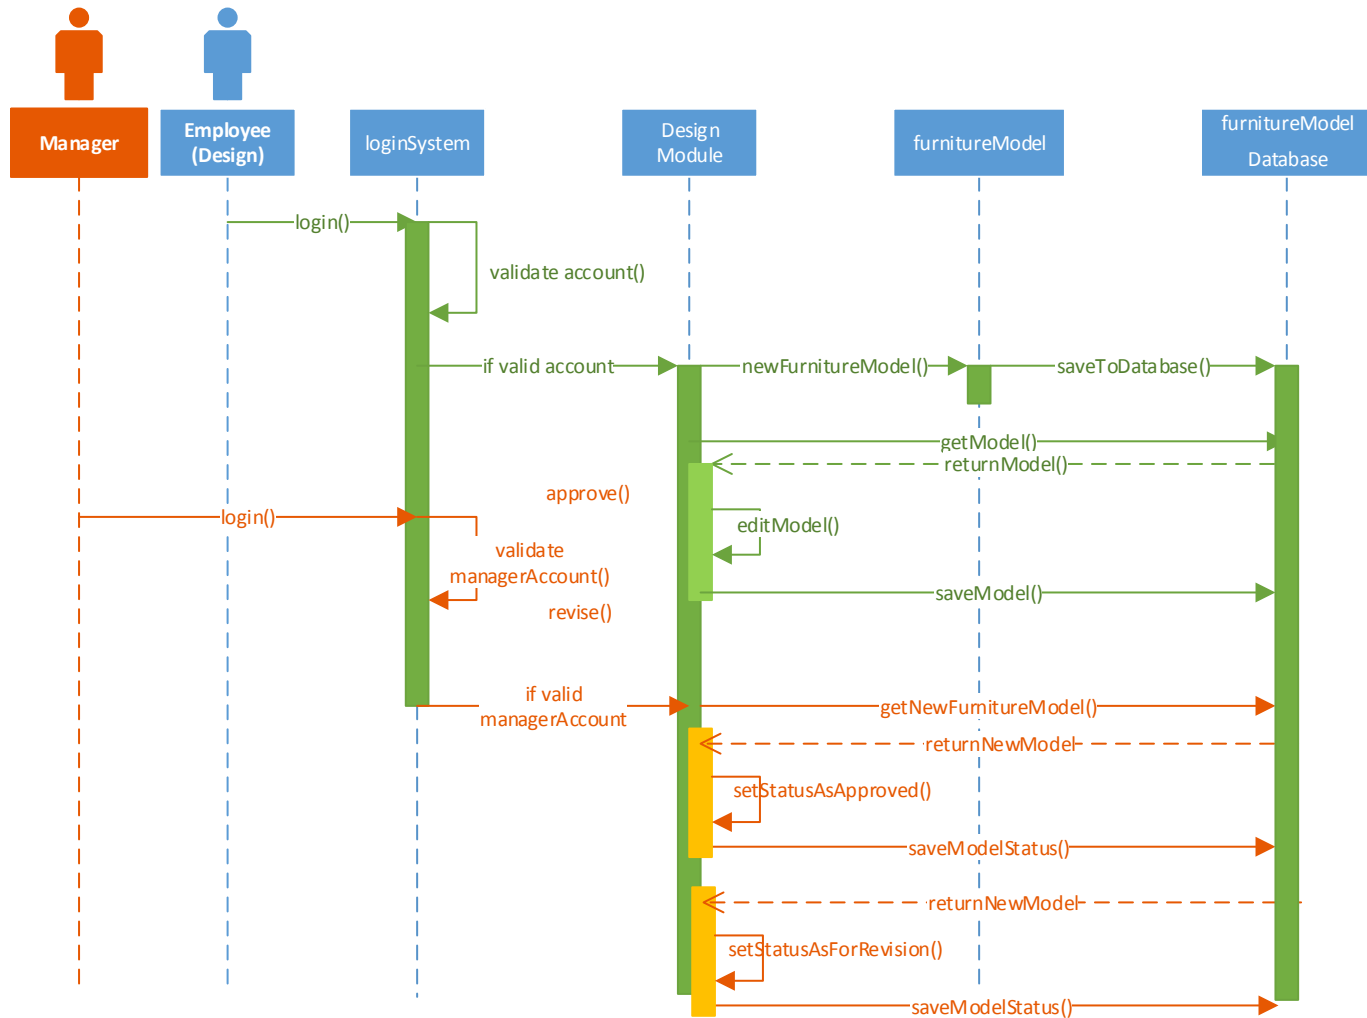 Manager
Employee
(Design)
loginSystem
Design
Module
furnitureModel
furnitureModel
Database
login()
validate account()
if valid account
newFurnitureModel()
saveToDatabase()
getModel()
returnModel()
approve()
login()
editModel()
validate
managerAccount()
revise()
saveModel()
if valid
managerAccount
getNewFurnitureModel()
returnNewModel
setStatusAsApproved()
saveModelStatus()
returnNewModel
setStatusAsForRevision()
saveModelStatus()